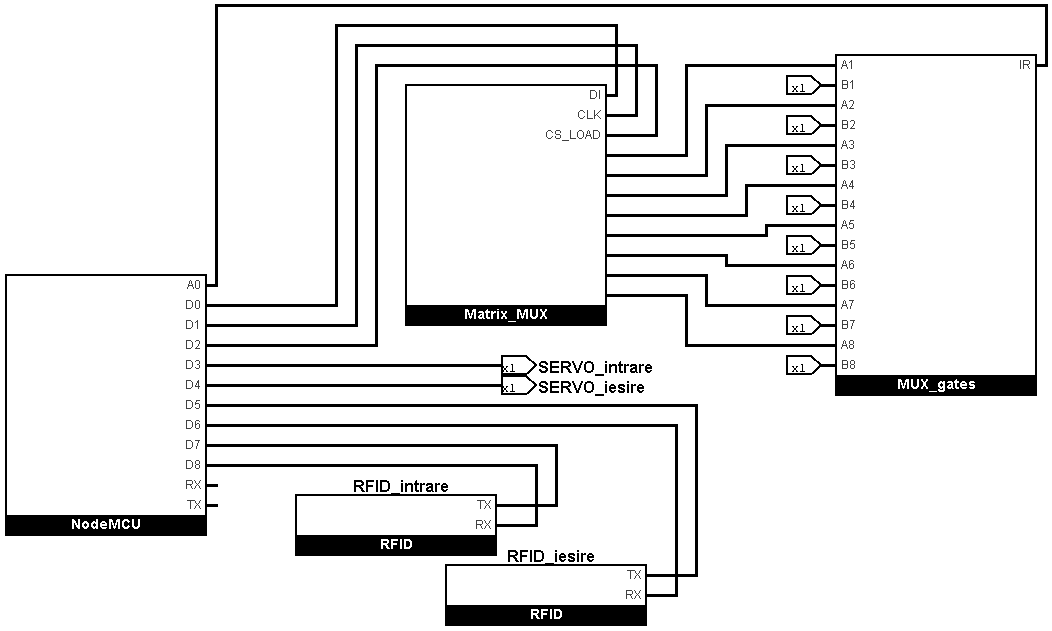 DI
CLK
CS_LOAD
Matrix_MUX
A1
IR
x1
B1
A2
x1
B2
A3
x1
B3
A4
x1
B4
A5
x1
B5
A6
x1
B6
A7
x1
B7
A8
x1
B8
MUX_gates
A0
D0
D1
D2
D3
D4
D5
D6
D7
D8
RX
TX
NodeMCU
x1 SERVO_intrare
x1 SERVO_iesire
RFID_intrare
TX
RX
RFID
RFID_iesire
TX
RX
RFID